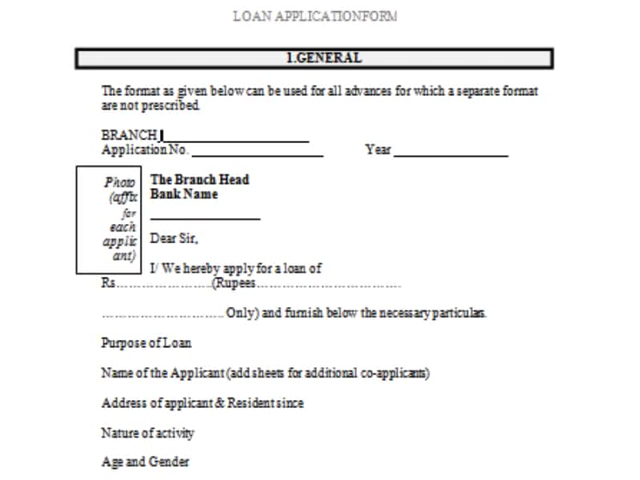 LOAN APPLICATIONFORM
1.GENERAL
The format as given below can be used for all advances for which a separate format
are not prescribed.
BRANCH
Application No. Year
Photo
(affix
for
each
applic
ant)
The Branch Head
Bank Name
Dear Sir,
I/ We hereby apply for a loan of
Rs........................(Rupees....................................
............................... Only) and furnish below the necessary particulars.
Purpose of Loan
Name of the Applicant (add sheets for additional co-applicants)
Address of applicant & Resident since
Nature of activity
Age and Gender